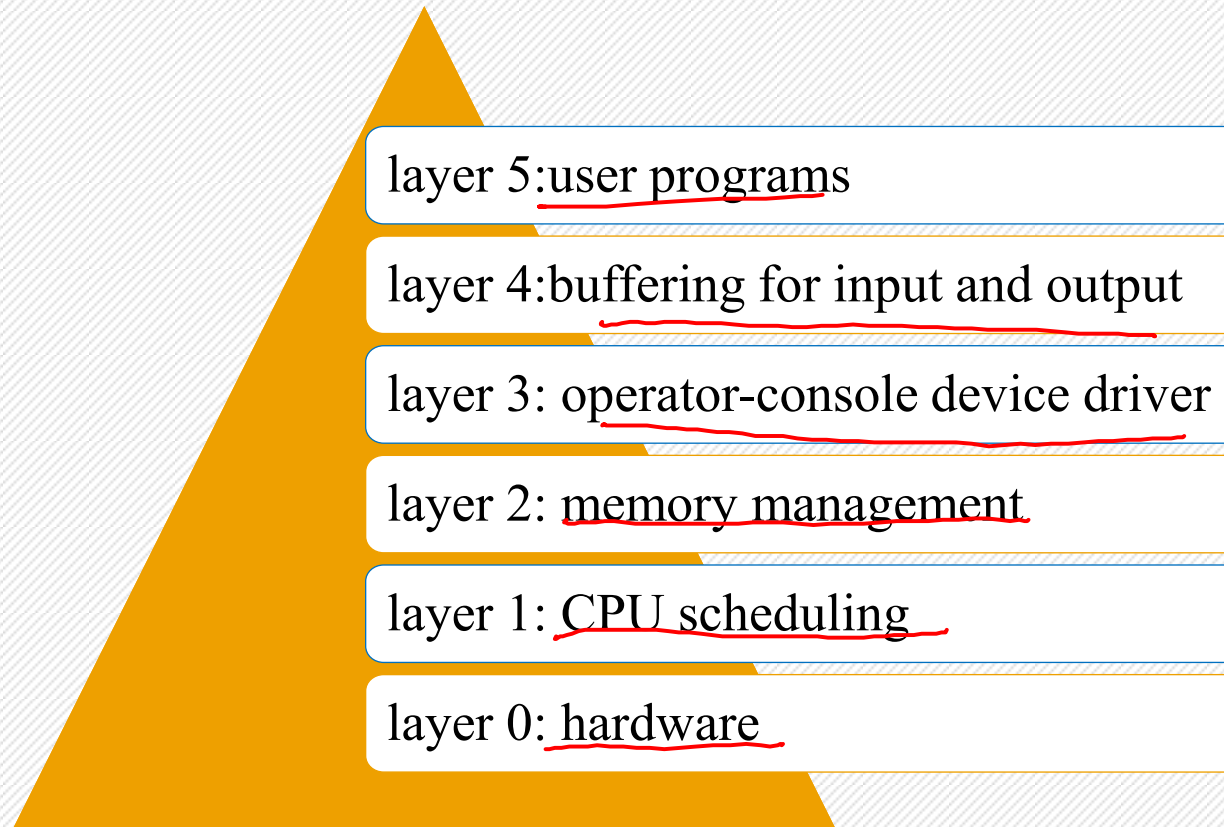 layer 5:user programs
layer 4:buffering for input and output
layer 3: operator-console device driver
layer 2: memory management
layer 1: CPU scheduling
layer 0: hardware